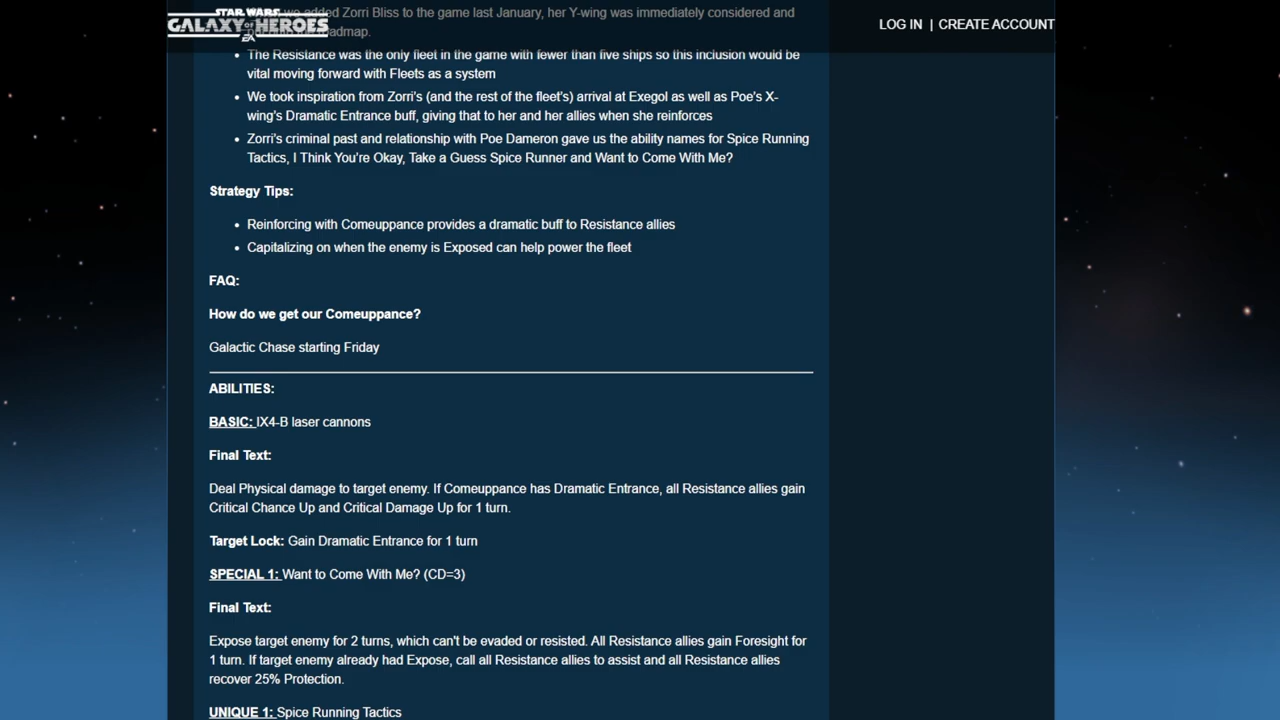 STAR WARS
GALAXY OF HEROES
EA
LOG IN | CREATE ACCOUNT
we added Zorri Bliss to the game last January, her Y-wing was immediately considered and
roadmap.
The Resistance was the only fleet in the game with fewer than five ships so this inclusion would be
vital moving forward with Fleets as a system
We took inspiration from Zorri's (and the rest of the fleet's) arrival at Exegol as well as Poe's X-
wing's Dramatic Entrance buff, giving that to her and her allies when she reinforces
Zorri's criminal past and relationship with Poe Dameron gave us the ability names for Spice Running
Tactics, I Think You're Okay, Take a Guess Spice Runner and Want to Come With Me?
Strategy Tips:
Reinforcing with Comeuppance provides a dramatic buff to Resistance allies
Capitalizing on when the enemy is Exposed can help power the fleet
FAQ:
How do we get our Comeuppance?
Galactic Chase starting Friday
ABILITIES:
BASIC: IX4-B laser cannons
Final Text:
Deal Physical damage to target enemy. If Comeuppance has Dramatic Entrance, all Resistance allies gain
Critical Chance Up and Critical Damage Up for 1 turn.
Target Lock: Gain Dramatic Entrance for 1 turn
SPECIAL 1: Want to Come With Me? (CD=3)
Final Text:
Expose target enemy for 2 turns, which can't be evaded or resisted. All Resistance allies gain Foresight for
1 turn. If target enemy already had Expose, call all Resistance allies to assist and all Resistance allies
recover 25% Protection.
UNIQUE 1: Spice Running Tactics